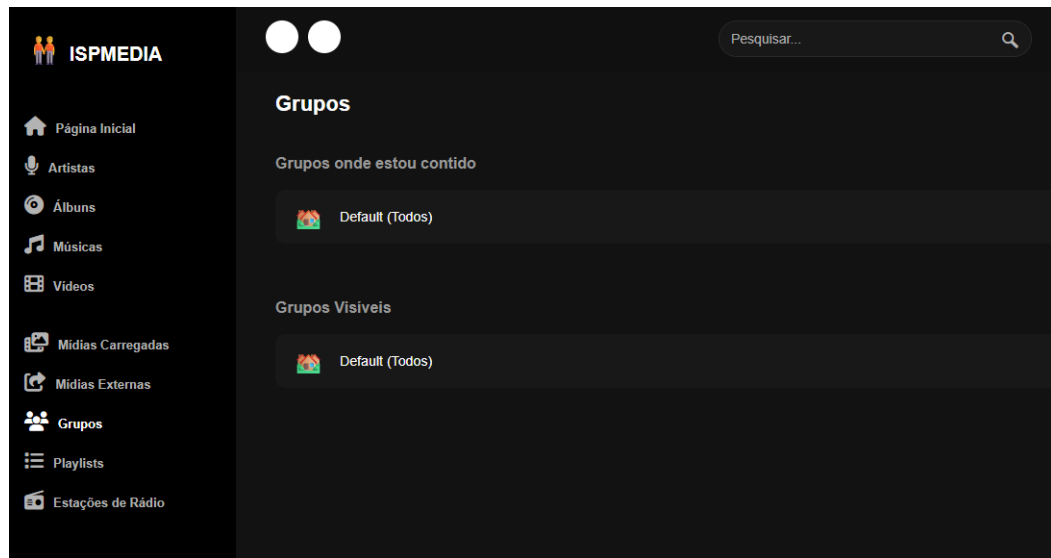 ISPMEDIA
Pesquisar...
Página Inicial
Artistas
Álbuns
Músicas
Vídeos
Mídias Carregadas
Mídias Externas
Grupos
Playlists
Estações de Rádio
Grupos
Grupos onde estou contido
Default (Todos)
Grupos Visíveis
Default (Todos)